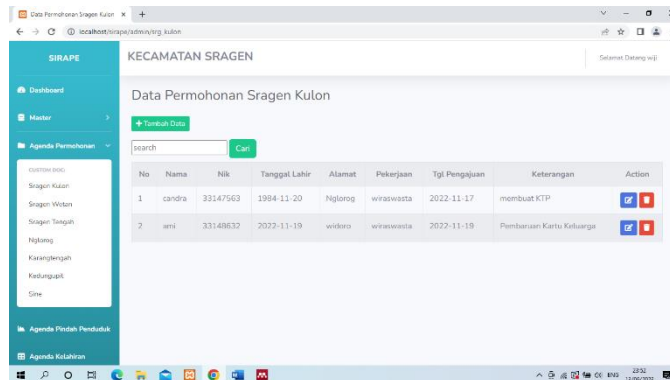 Data Permohonan Sragen Kulon
localhost/sirape/admin/srg_kulon
SIRAPE
KECAMATAN SRAGEN
Selamat Datang wiji
Dashboard
Master
Agenda Permohonan
Sragen Kulon
Sragen Wetan
Sragen Tengah
Nglorog
Karangtengah
Kedungupit
Sine
Agenda Pindah Penduduk
Agenda Kelahiran
Data Permohonan Sragen Kulon
+ Tambah Data
search
Cari
No Nama Nik Tanggal Lahir Alamat Pekerjaan Tgl Pengajuan Keterangan Action
1 candra 33147563 1984-11-20 Nglorog wiraswasta 2022-11-17 membuat KTP
2 ami 33148632 2022-11-19 widoro wiraswasta 2022-11-19 Pembaruan Kartu Keluarga
ENG
23:52